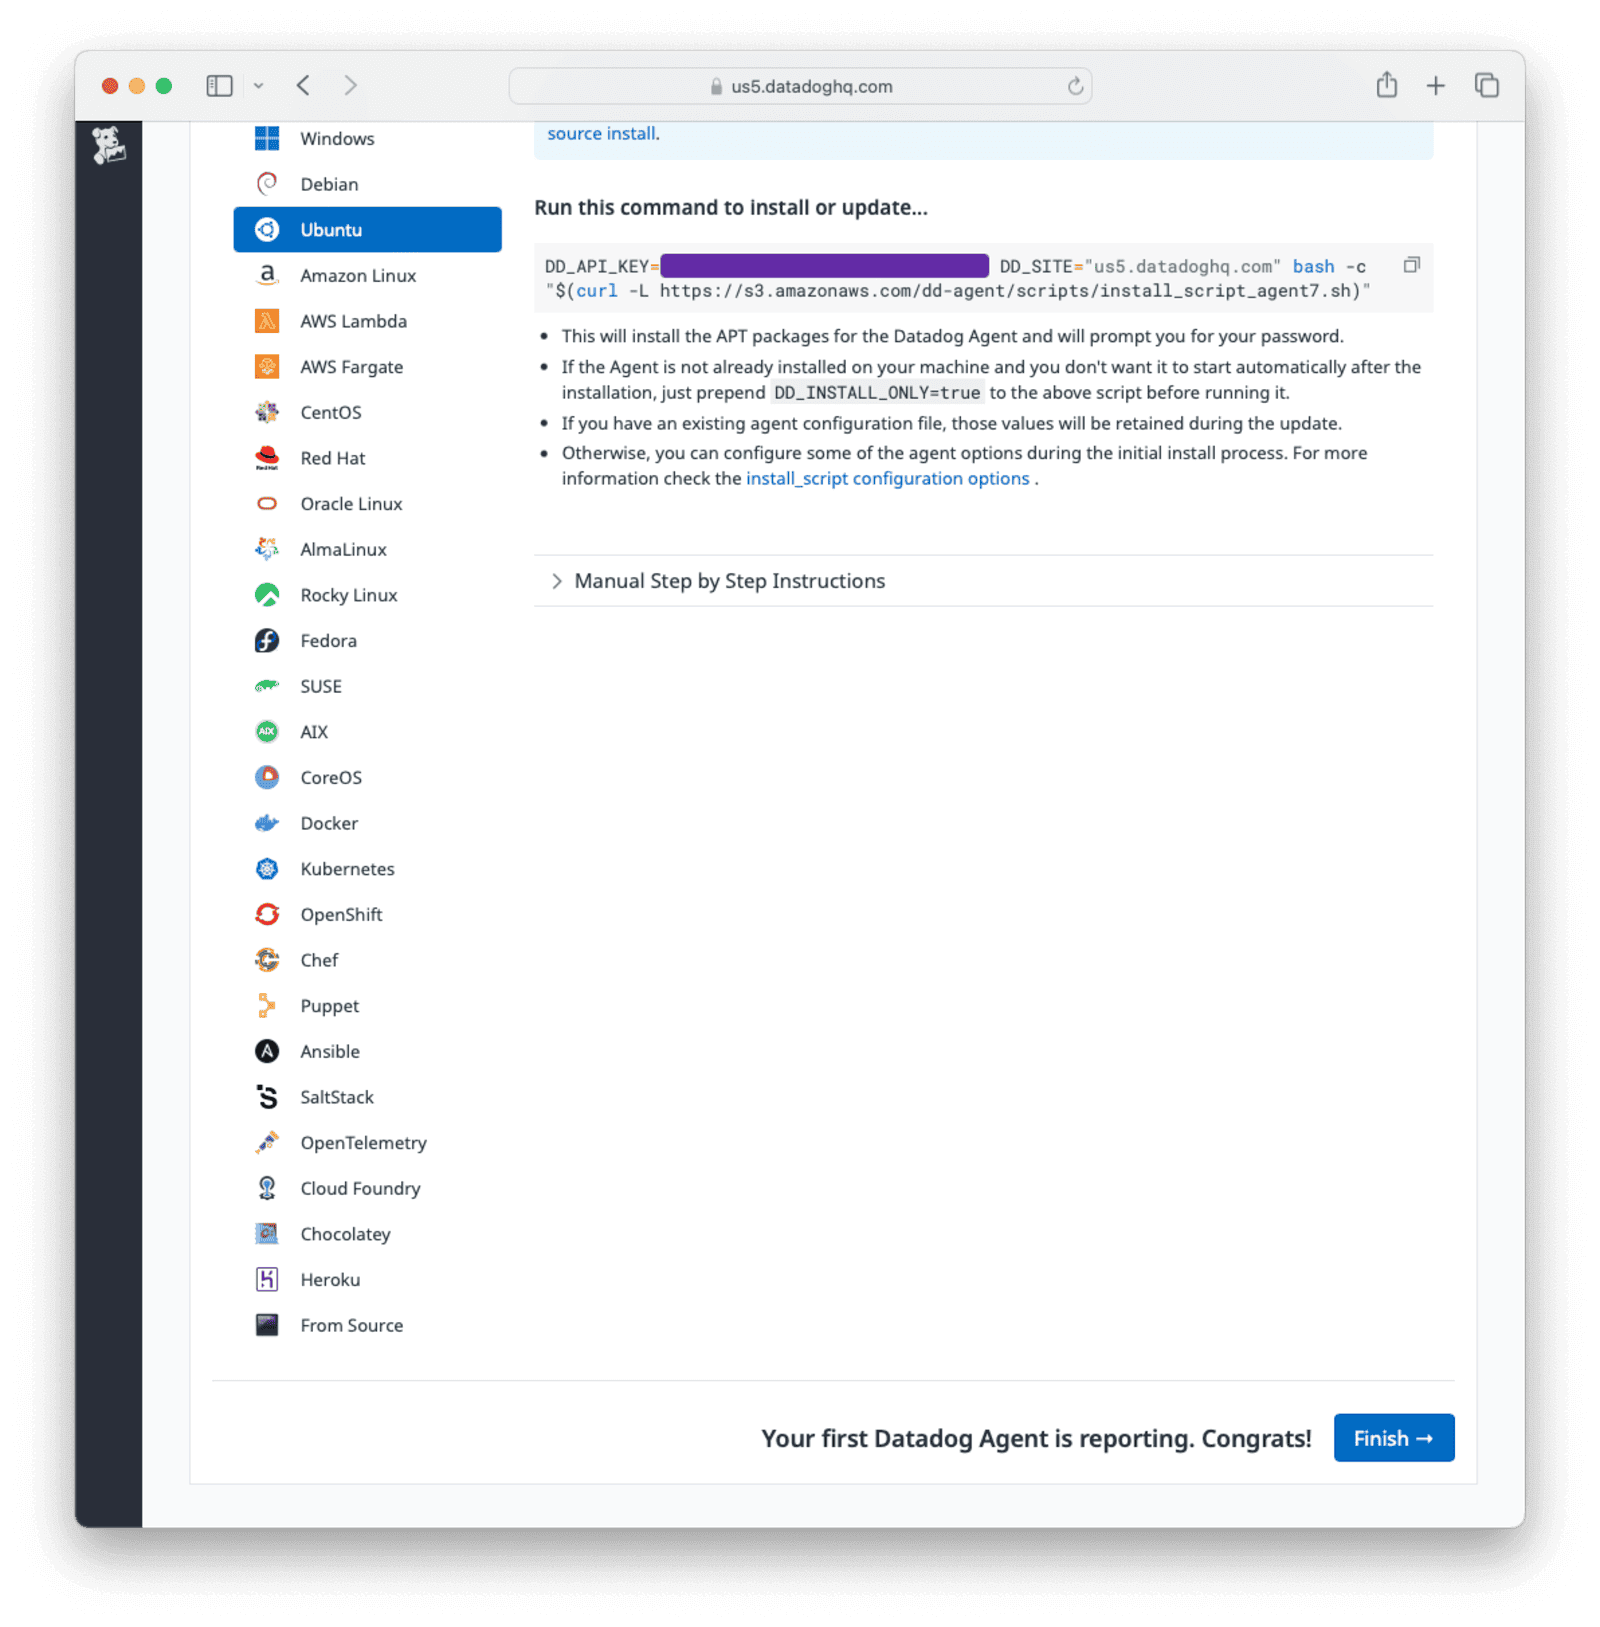 us5.datadoghq.com
Windows
Debian
Ubuntu
Amazon Linux
AWS Lambda
AWS Fargate
CentOS
Red Hat
Oracle Linux
AlmaLinux
Rocky Linux
Fedora
SUSE
AIX
CoreOS
Docker
Kubernetes
OpenShift
Chef
Puppet
Ansible
SaltStack
OpenTelemetry
Cloud Foundry
Chocolatey
Heroku
From Source
source install.
Run this command to install or update...
DD_API_KEY= DD_SITE="us5.datadoghq.com" bash -c
"$(curl -L https://s3.amazonaws.com/dd-agent/scripts/install_script_agent7.sh)"
• This will install the APT packages for the Datadog Agent and will prompt you for your password.
• If the Agent is not already installed on your machine and you don't want it to start automatically after the
installation, just prepend DD_INSTALL_ONLY=true to the above script before running it.
• If you have an existing agent configuration file, those values will be retained during the update.
• Otherwise, you can configure some of the agent options during the initial install process. For more
information check the install_script configuration options .
Manual Step by Step Instructions
Your first Datadog Agent is reporting. Congrats!
Finish →